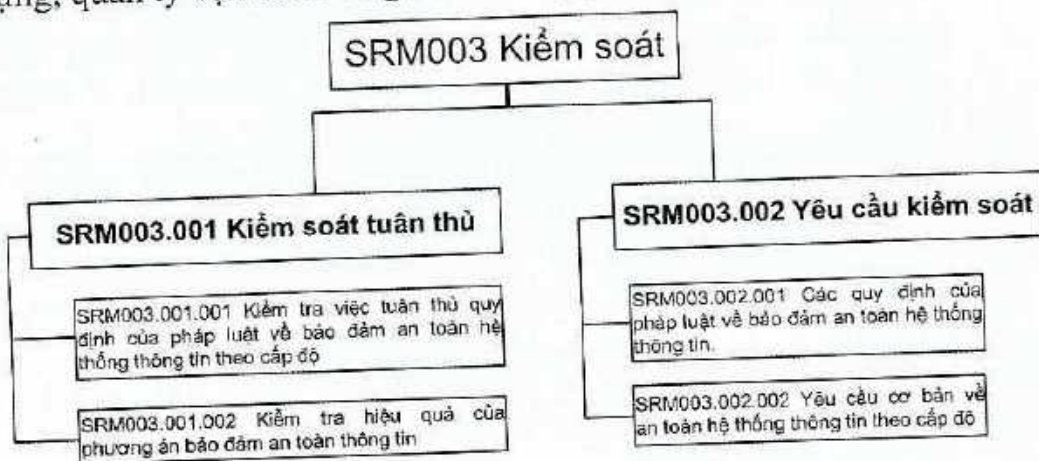 quản lý
SRM003 Kiểm soát
SRM003.001 Kiểm soát tuân thủ
SRM003.001.001 Kiểm tra việc tuân thủ quy
định của pháp luật về bảo đảm an toàn hệ
thống thông tin theo cấp độ
SRM003.001.002 Kiểm tra hiệu quả của
phương án bảo đảm an toàn thông tin
SRM003.002 Yêu cầu kiểm soát
SRM003.002.001 Các quy định của
pháp luật về bảo đảm an toàn hệ thống
thông tin.
SRM003.002.002 Yêu cầu cơ bản về
an toàn hệ thống thông tin theo cấp độ